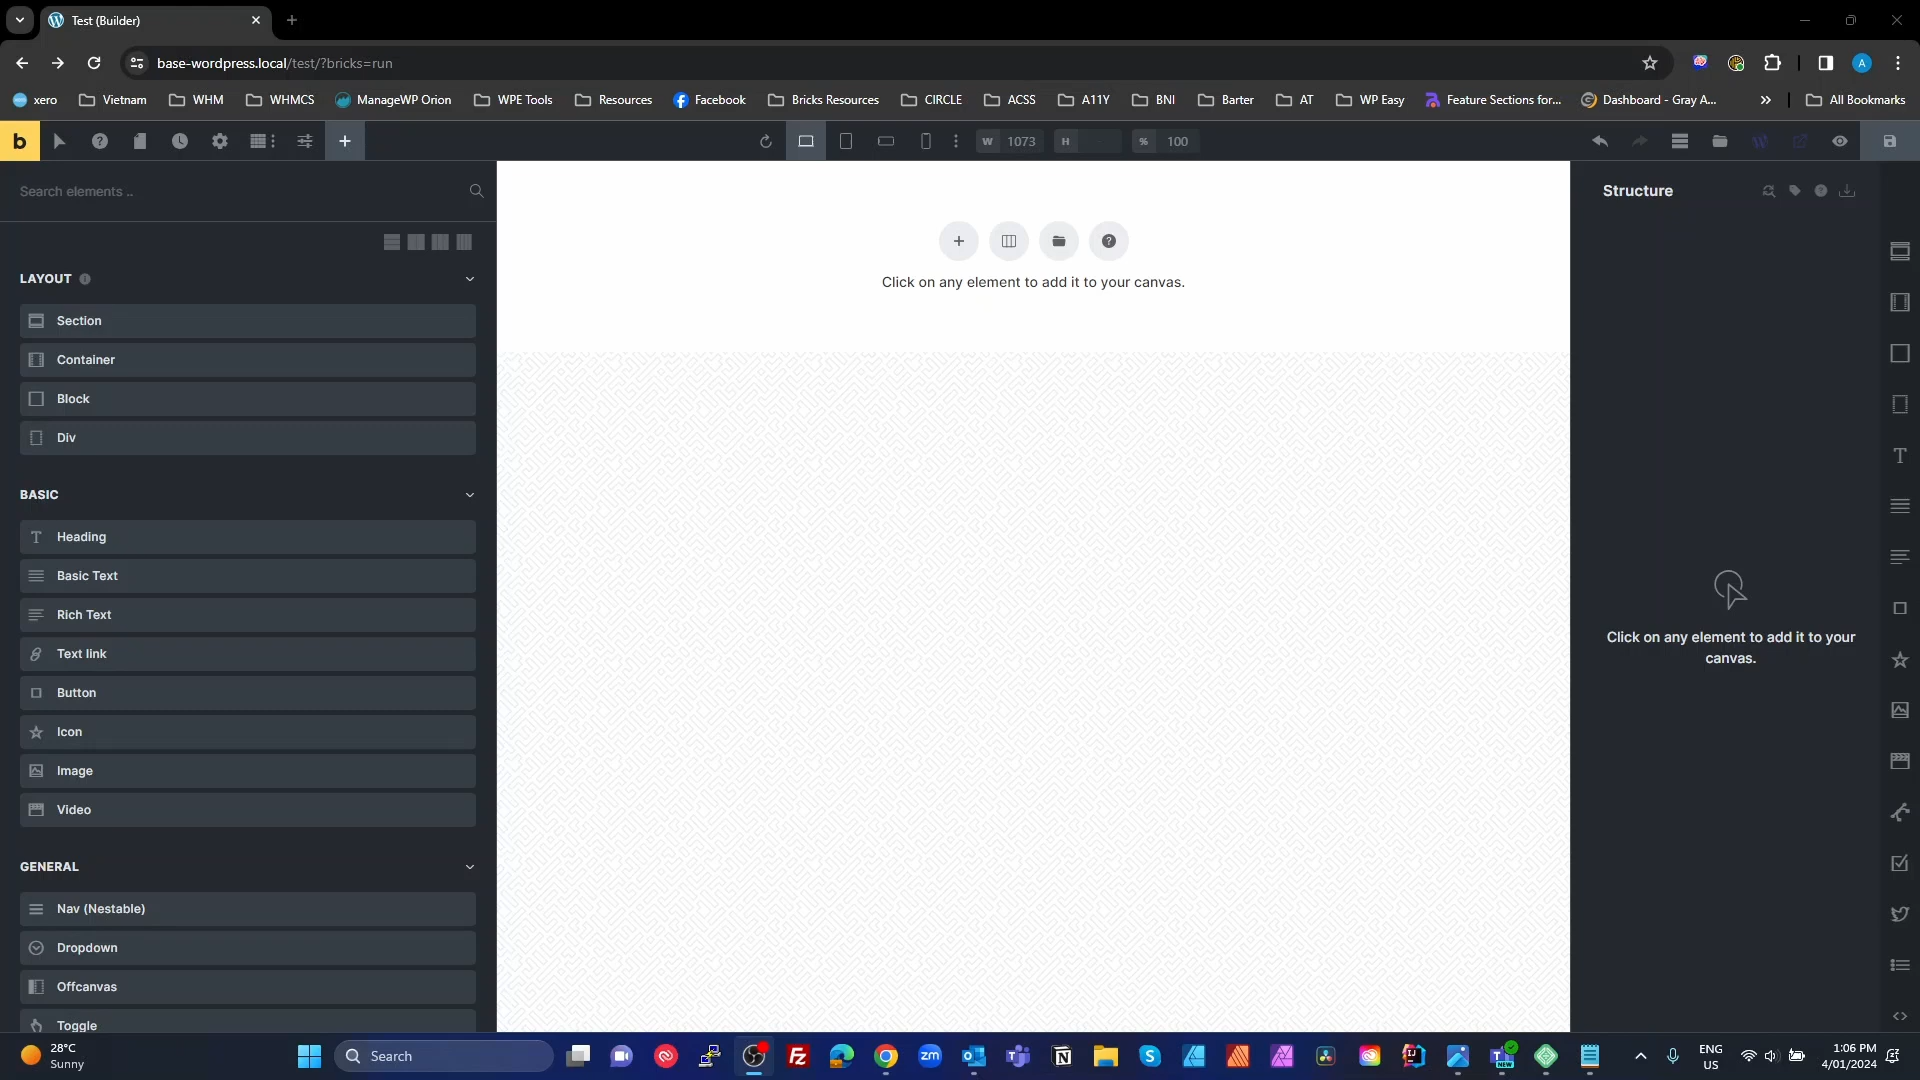 Test (Builder)
base-wordpress.local/test/?bricks=run
xero
Vietnam
WHM
WHMCS
ManageWP Orion
WPE Tools
Resources
Facebook
Bricks Resources
CIRCLE
ACSS
A11Y
BNI
Barter
AT
WP Easy
Feature Sections for...
Dashboard - Gray A...
All Bookmarks
b
W 1073
H
% 100
Search elements ..
Structure
LAYOUT
Section
Container
Block
Div
Click on any element to add it to your canvas.
BASIC
Heading
Basic Text
Rich Text
Text link
Button
Icon
Image
Video
Click on any element to add it to your
canvas.
GENERAL
Nav (Nestable)
Dropdown
Offcanvas
Toggle
28°C
Sunny
Search
zm
ENG
US
1:06 PM
4/01/2024